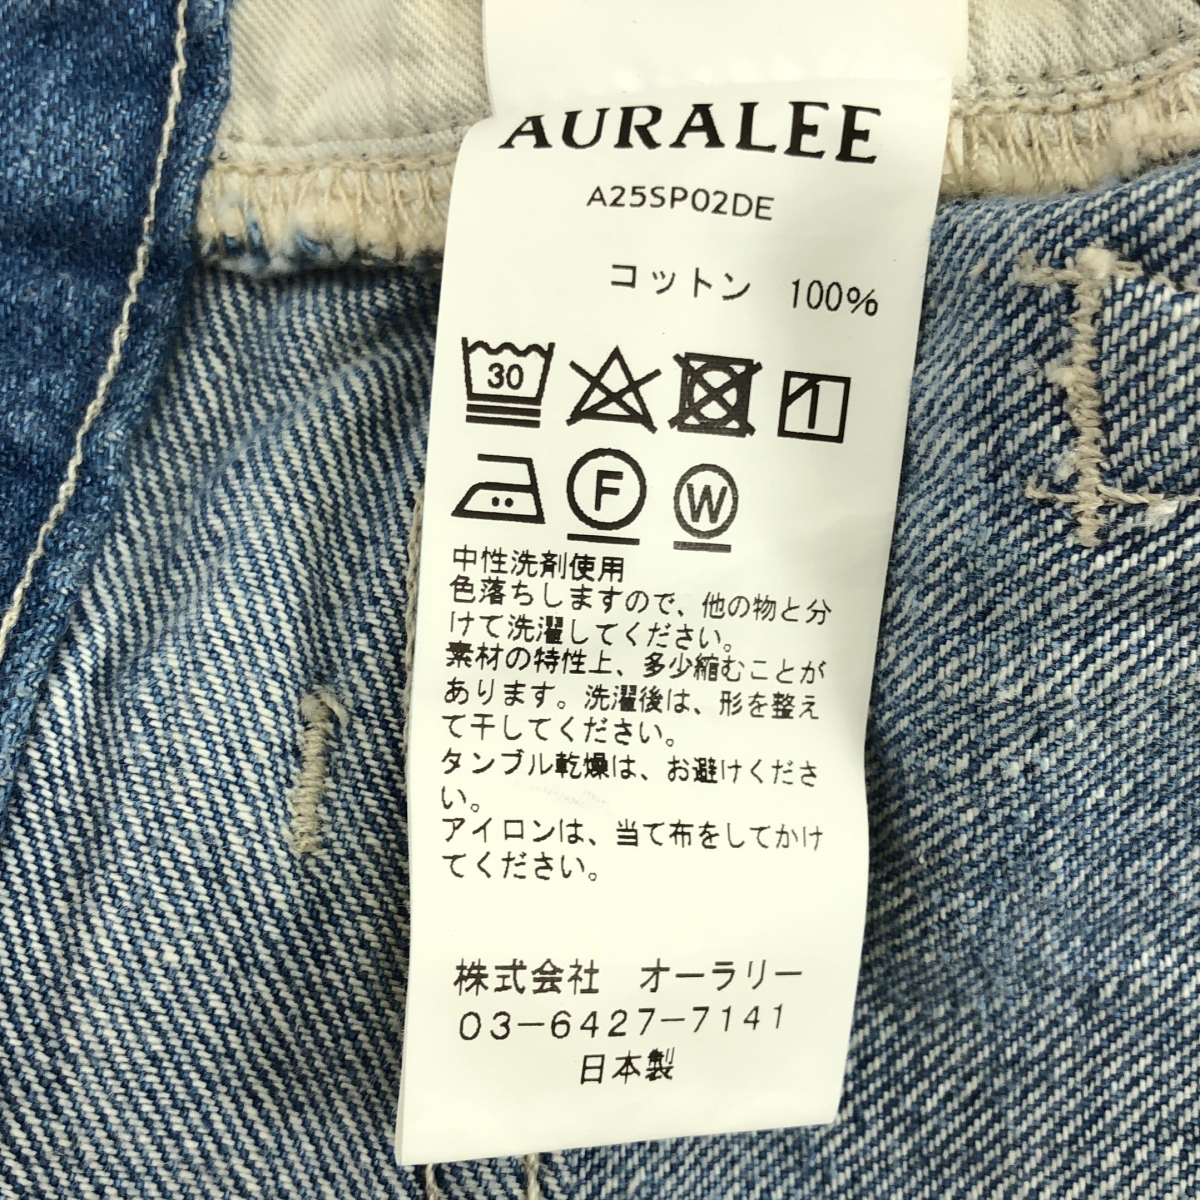 AURALEE
A25SP02DE
コットン 100%
30
F W
中性洗剤使用
色落ちしますので、他の物と分
けて洗濯してください。
素材の特性上、多少縮むことが
あります。洗濯後は、形を整え
て干してください。
タンブル乾燥は、お避けくださ
い。
アイロンは、当て布をしてかけ
てください。
株式会社 オーラリー
03-6427-7141
日本製